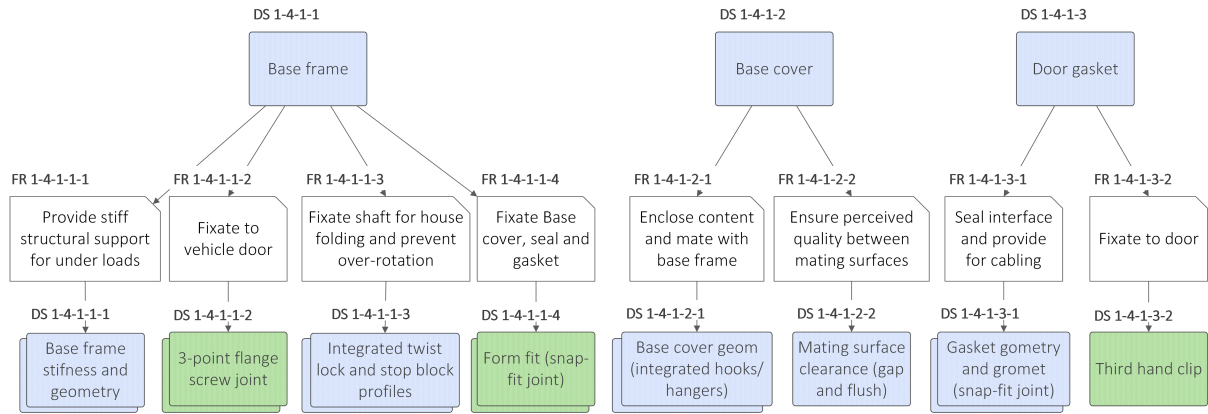 DS 1-4-1-1
DS 1-4-1-2
DS 1-4-1-3
Base frame
Base cover
Door gasket
FR 1-4-1-1-1
FR 1-4-1-1-2
FR 1-4-1-1-3
FR 1-4-1-1-4
FR 1-4-1-2-1
FR 1-4-1-2-2
FR 1-4-1-3-1
FR 1-4-1-3-2
Provide stiff
structural support
for under loads
Fixate to
vehicle door
Fixate shaft for house
folding and prevent
over-rotation
Fixate Base
cover, seal and
gasket
Enclose content
and mate with
base frame
Ensure perceived
quality between
mating surfaces
Seal interface
and provide
for cabling
Fixate to door
DS 1-4-1-1-1
DS 1-4-1-1-2
DS 1-4-1-1-3
DS 1-4-1-1-4
DS 1-4-1-2-1
DS 1-4-1-2-2
DS 1-4-1-3-1
DS 1-4-1-3-2
Base frame
stifness and
geometry
3-point flange
screw joint
Integrated twist
lock and stop block
profiles
Form fit (snap-
fit joint)
Base cover geom
(integrated hooks/
hangers)
Mating surface
clearance (gap
and flush)
Gasket gometry
and gromet
(snap-fit joint)
Third hand clip